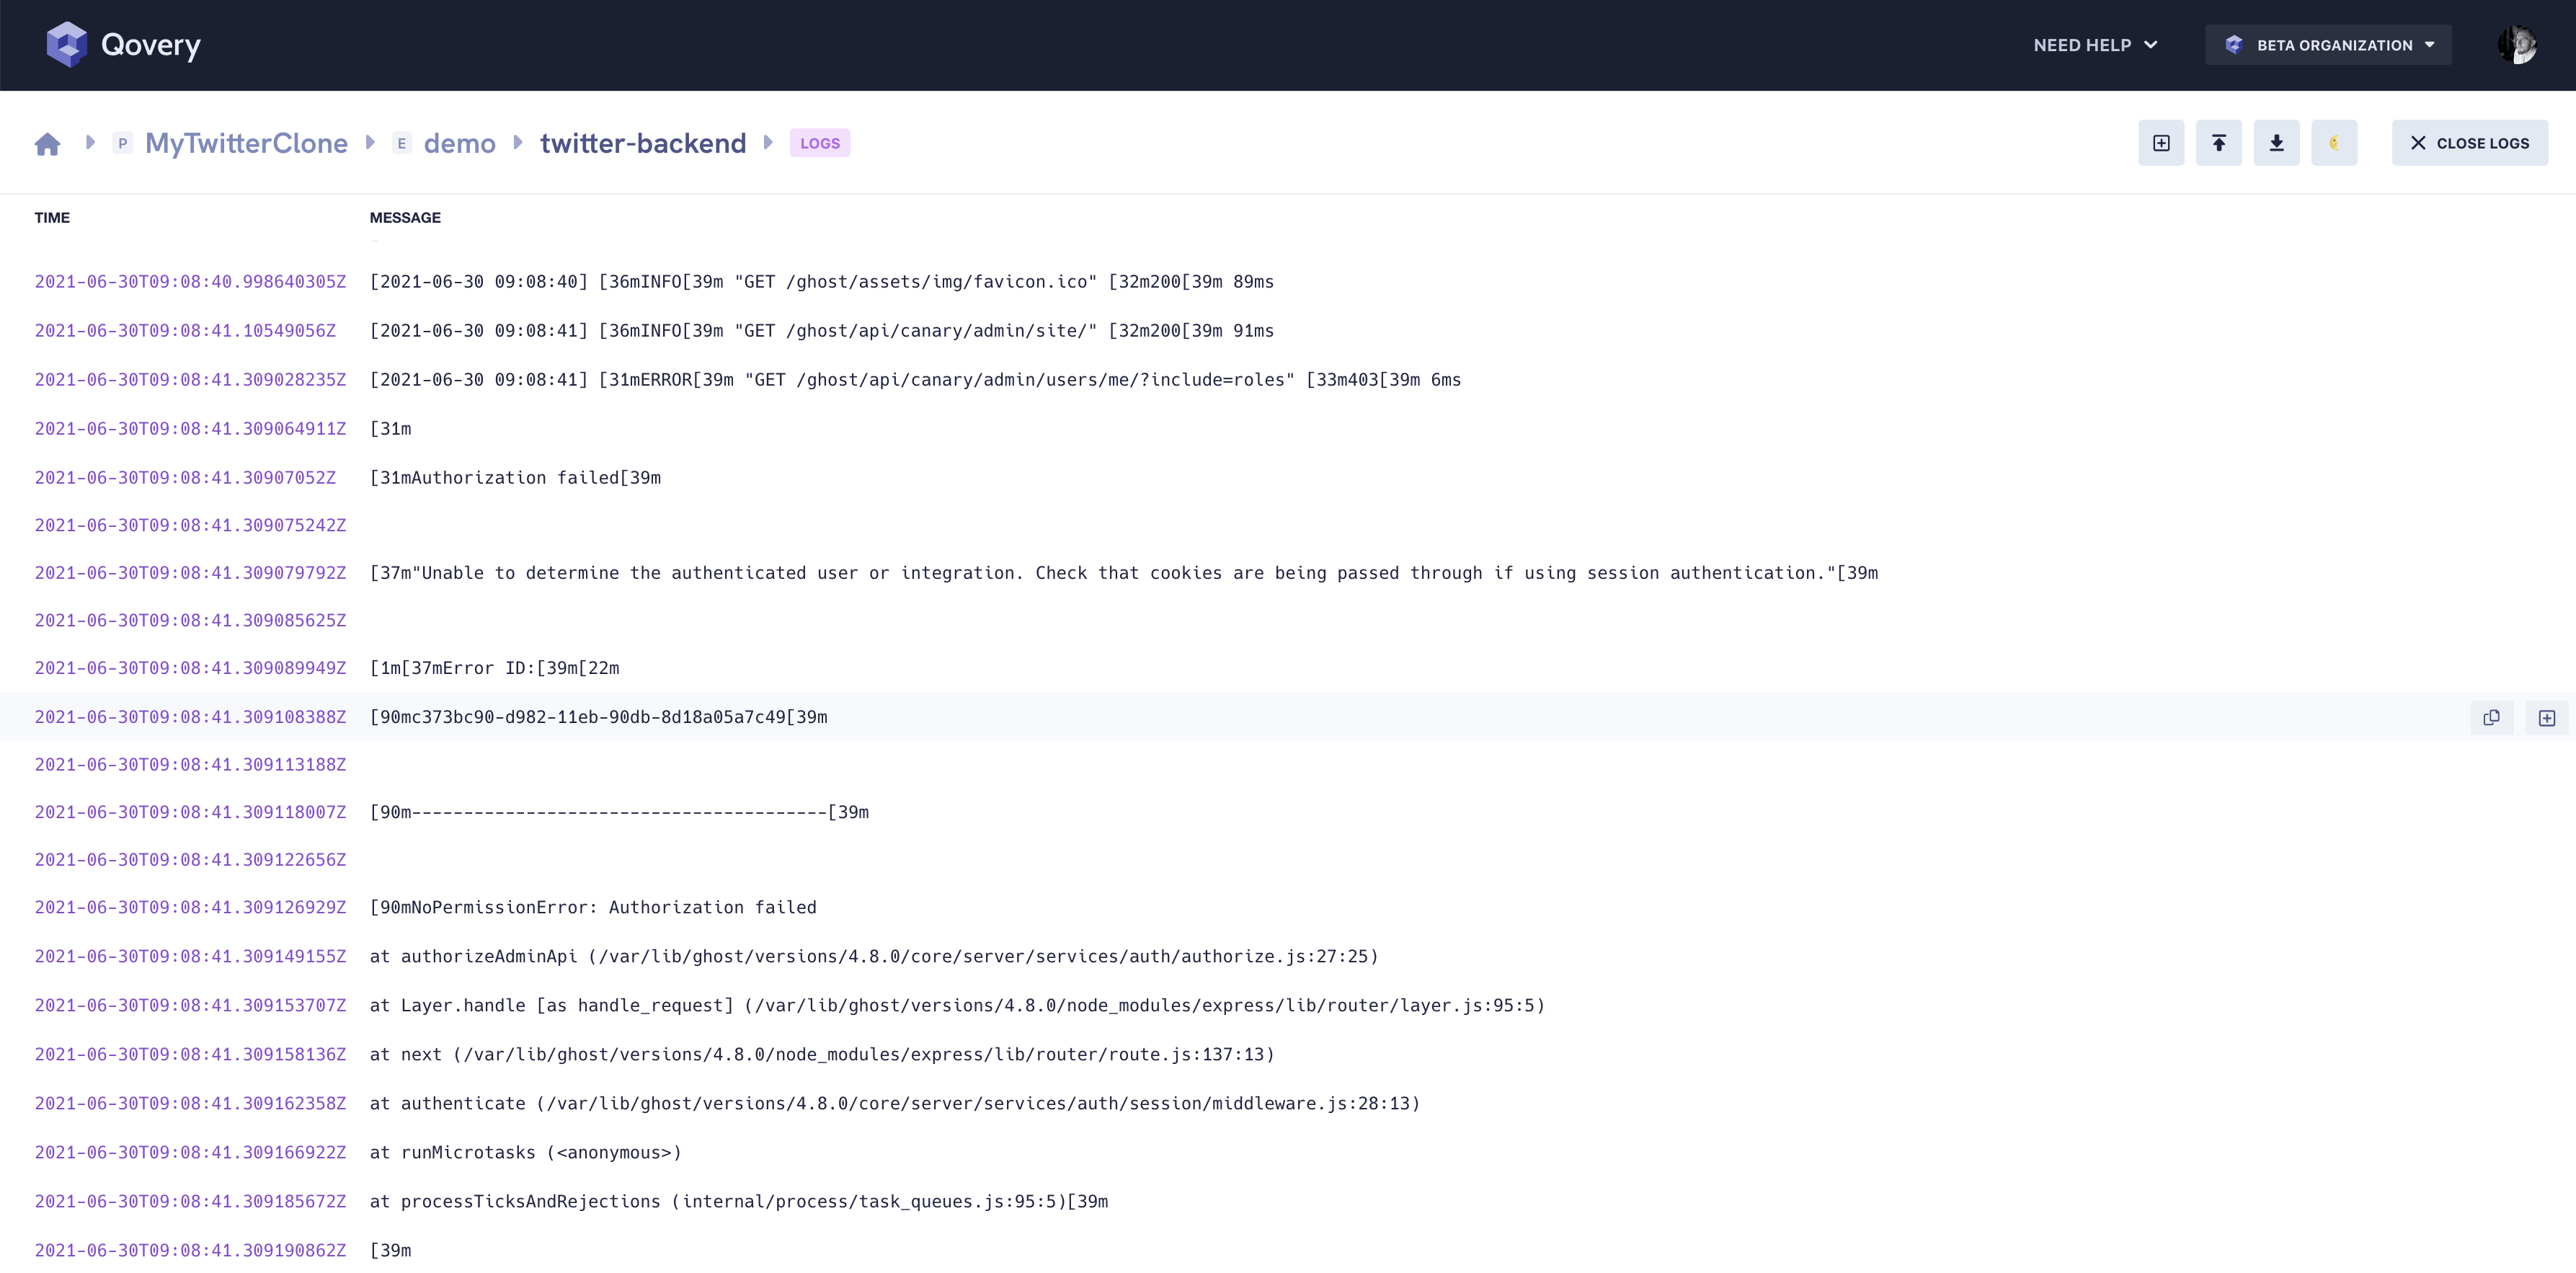 Qovery
NEED HELP
BETA ORGANIZATION
P MyTwitterClone E demo twitter-backend LOGS
CLOSE LOGS
TIME MESSAGE
2021-06-30T09:08:40.998640305Z [2021-06-30 09:08:40] [36mINFO[39m "GET /ghost/assets/img/favicon.ico" [32m200[39m 89ms
2021-06-30T09:08:41.10549056Z [2021-06-30 09:08:41] [36mINFO[39m "GET /ghost/api/canary/admin/site/" [32m200[39m 91ms
2021-06-30T09:08:41.309028235Z [2021-06-30 09:08:41] [31mERROR[39m "GET /ghost/api/canary/admin/users/me/?include=roles" [33m403[39m 6ms
2021-06-30T09:08:41.309064911Z [31m
2021-06-30T09:08:41.30907052Z [31mAuthorization failed[39m
2021-06-30T09:08:41.309075242Z
2021-06-30T09:08:41.309079792Z [37m"Unable to determine the authenticated user or integration. Check that cookies are being passed through if using session authentication."[39m
2021-06-30T09:08:41.309085625Z
2021-06-30T09:08:41.309089949Z [1m[37mError ID:[39m[22m
2021-06-30T09:08:41.309108388Z [90mc373bc90-d982-11eb-90db-8d18a05a7c49[39m
2021-06-30T09:08:41.309113188Z
2021-06-30T09:08:41.309118007Z [90m----------------------------------------[39m
2021-06-30T09:08:41.309122656Z
2021-06-30T09:08:41.309126929Z [90mNoPermissionError: Authorization failed
2021-06-30T09:08:41.309149155Z at authorizeAdminApi (/var/lib/ghost/versions/4.8.0/core/server/services/auth/authorize.js:27:25)
2021-06-30T09:08:41.309153707Z at Layer.handle [as handle_request] (/var/lib/ghost/versions/4.8.0/node_modules/express/lib/router/layer.js:95:5)
2021-06-30T09:08:41.309158136Z at next (/var/lib/ghost/versions/4.8.0/node_modules/express/lib/router/route.js:137:13)
2021-06-30T09:08:41.309162358Z at authenticate (/var/lib/ghost/versions/4.8.0/core/server/services/auth/session/middleware.js:28:13)
2021-06-30T09:08:41.309166922Z at runMicrotasks (<anonymous>)
2021-06-30T09:08:41.309185672Z at processTicksAndRejections (internal/process/task_queues.js:95:5)[39m
2021-06-30T09:08:41.309190862Z [39m